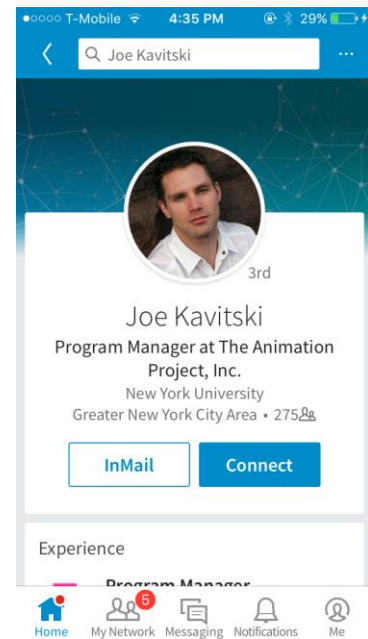 T-Mobile 4:35 PM 29%
Joe Kavitski
3rd
Joe Kavitski
Program Manager at The Animation
Project, Inc.
New York University
Greater New York City Area • 275
InMail
Connect
Experience
Program Manager
5
Home My Network Messaging Notifications Me